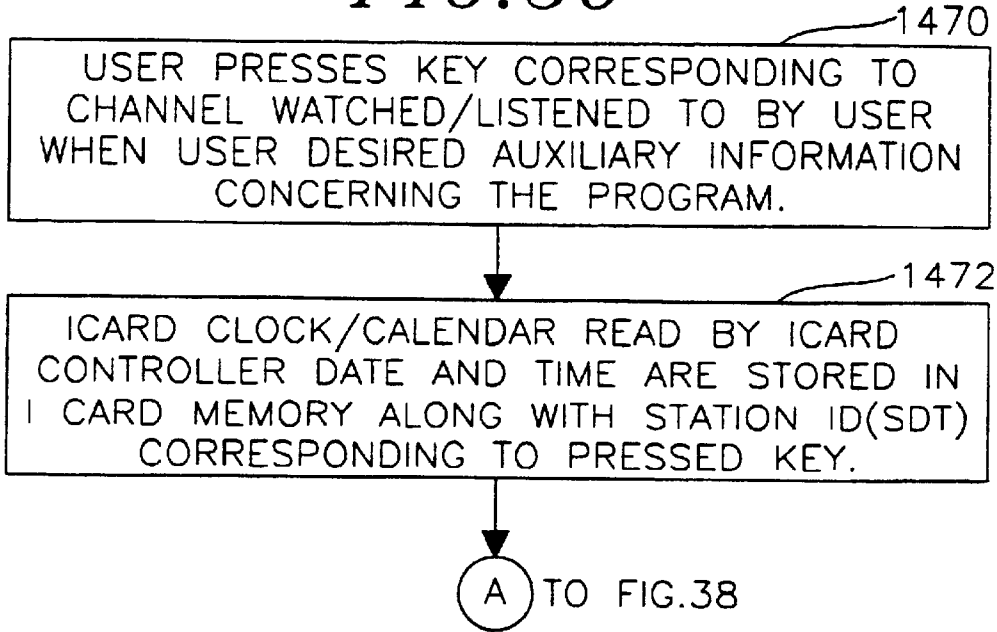 1470
USER PRESSES KEY CORRESPONDING TO
CHANNEL WATCHED/LISTENED TO BY USER
WHEN USER DESIRED AUXILIARY INFORMATION
CONCERNING THE PROGRAM.
1472
ICARD CLOCK/CALENDAR READ BY ICARD
CONTROLLER DATE AND TIME ARE STORED IN
I CARD MEMORY ALONG WITH STATION ID(SDT)
CORRESPONDING TO PRESSED KEY.
A TO FIG.38